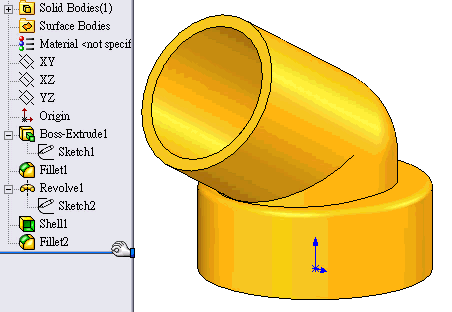 Solid Bodies(1)
Surface Bodies
Material <not specif
XY
XZ
YZ
Origin
Boss-Extrude1
Sketch1
Fillet1
Revolve1
Sketch2
Shell1
Fillet2